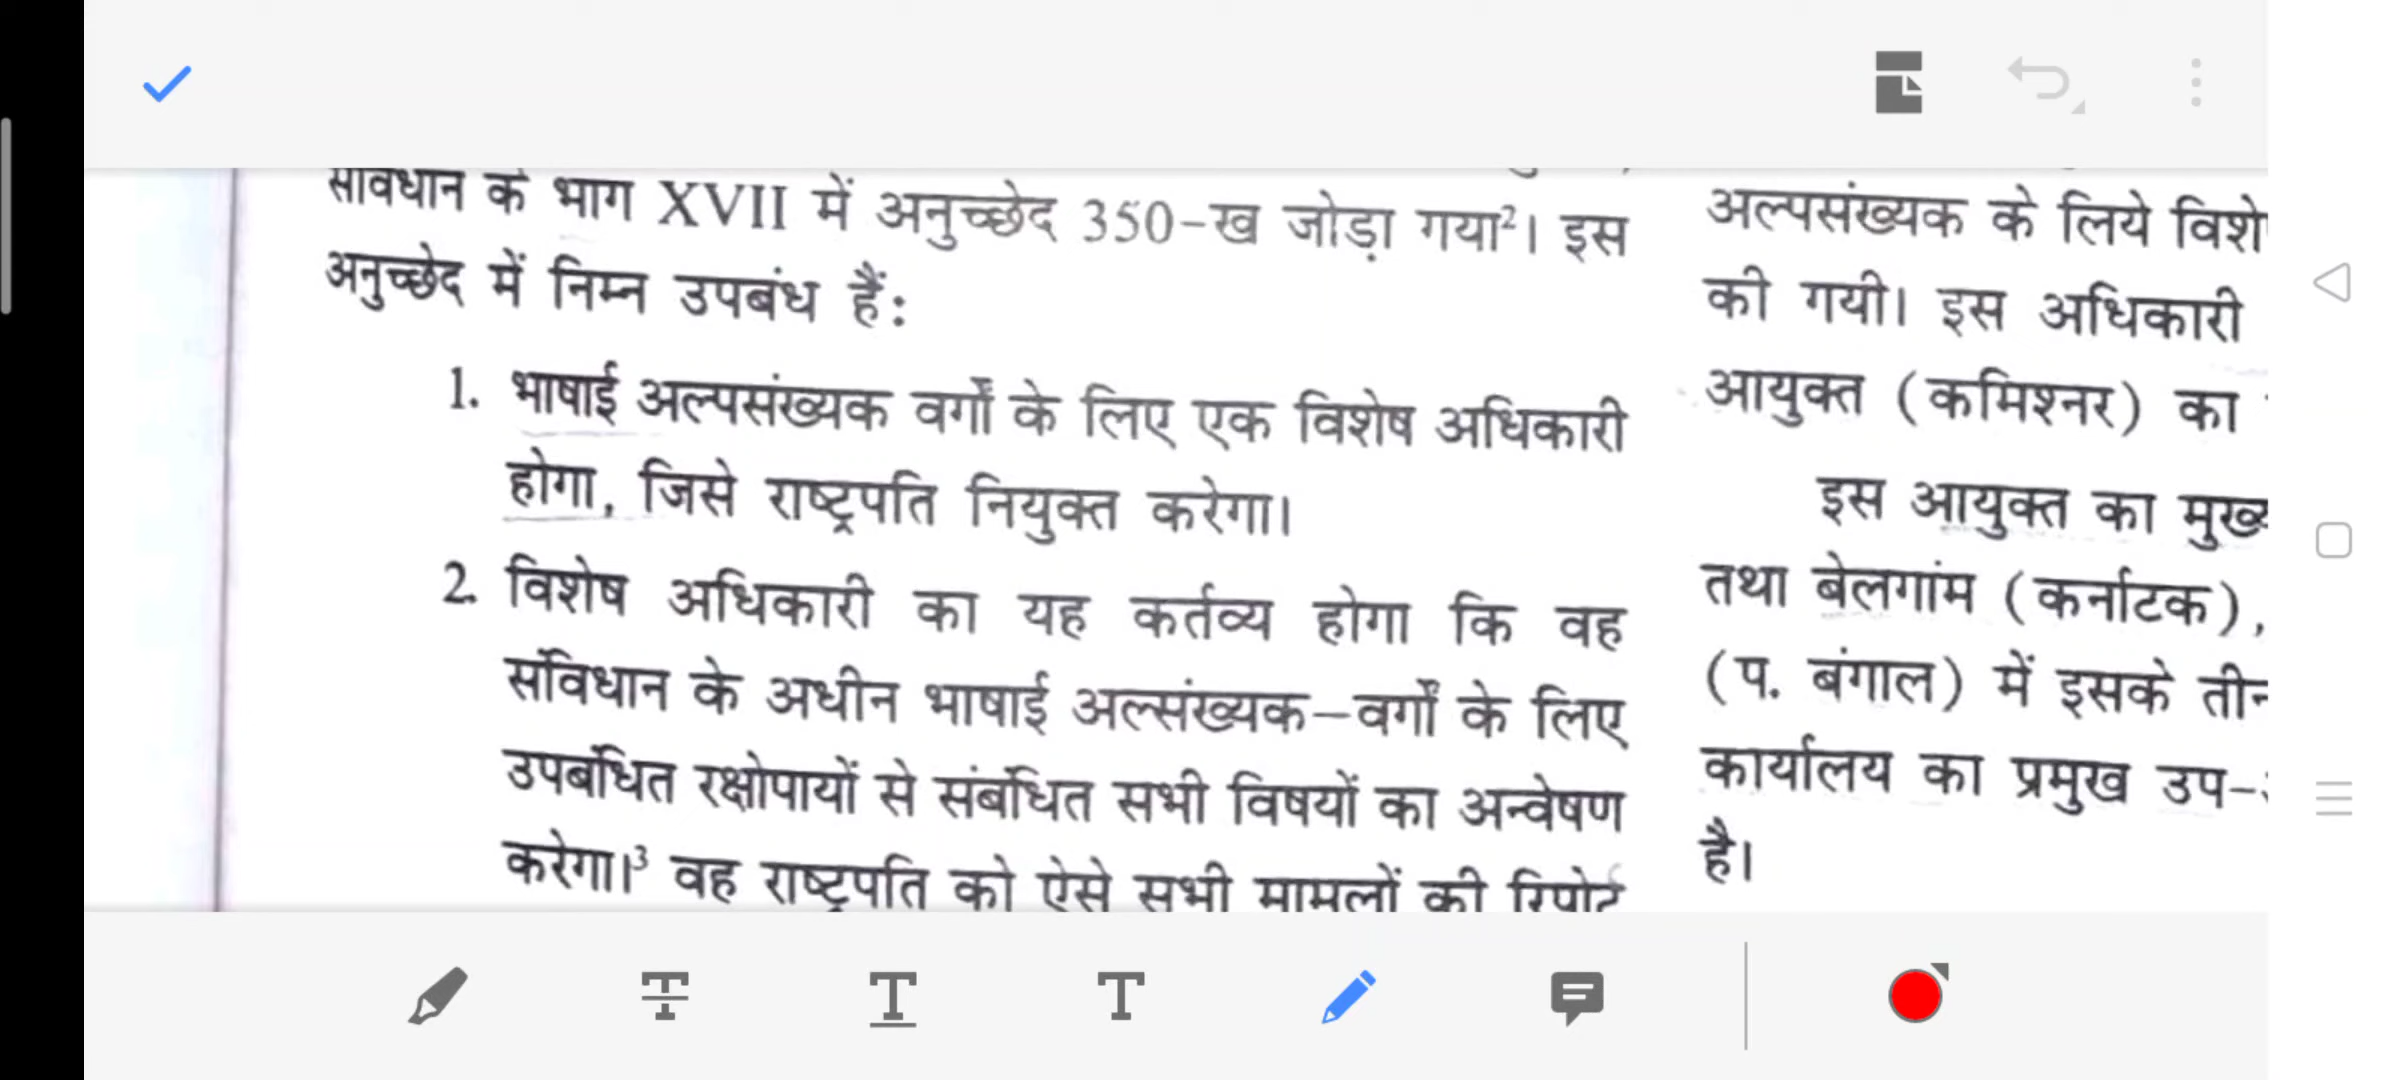 संविधान के भाग XVII में अनुच्छेद 350-ख जोड़ा गया²। इस
अनुच्छेद में निम्न उपबंध हैं:
1. भाषाई अल्पसंख्यक वर्गों के लिए एक विशेष अधिकारी
होगा, जिसे राष्ट्रपति नियुक्त करेगा।
2. विशेष अधिकारी का यह कर्तव्य होगा कि वह
संविधान के अधीन भाषाई अल्संख्यक–वर्गों के लिए
उपबंधित रक्षोपायों से संबंधित सभी विषयों का अन्वेषण
करेगा।³ वह राष्ट्रपति को ऐसे सभी मामलों की रिपोर्ट
अल्पसंख्यक के लिये विशे
की गयी। इस अधिकारी
आयुक्त (कमिश्नर) का
इस आयुक्त का मुख्
तथा बेलगांम (कर्नाटक),
(प. बंगाल) में इसके तीन
कार्यालय का प्रमुख उप-
है।